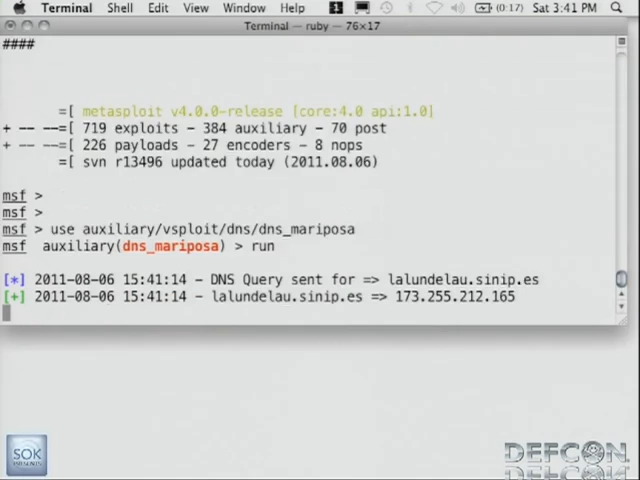 Terminal Shell Edit View Window Help 1 (0:17) Sat 3:41 PM
Terminal — ruby — 76×17
####
=[ metasploit v4.0.0-release [core:4.0 api:1.0]
+ -- --=[ 719 exploits - 384 auxiliary - 70 post
+ -- --=[ 226 payloads - 27 encoders - 8 nops
=[ svn r13496 updated today (2011.08.06)
msf >
msf >
msf > use auxiliary/vsploit/dns/dns_mariposa
msf auxiliary(dns_mariposa) > run
[*] 2011-08-06 15:41:14 - DNS Query sent for => lalundelau.sinip.es
[+] 2011-08-06 15:41:14 - lalundelau.sinip.es => 173.255.212.165
SOK
PRESENTS
DEFCON